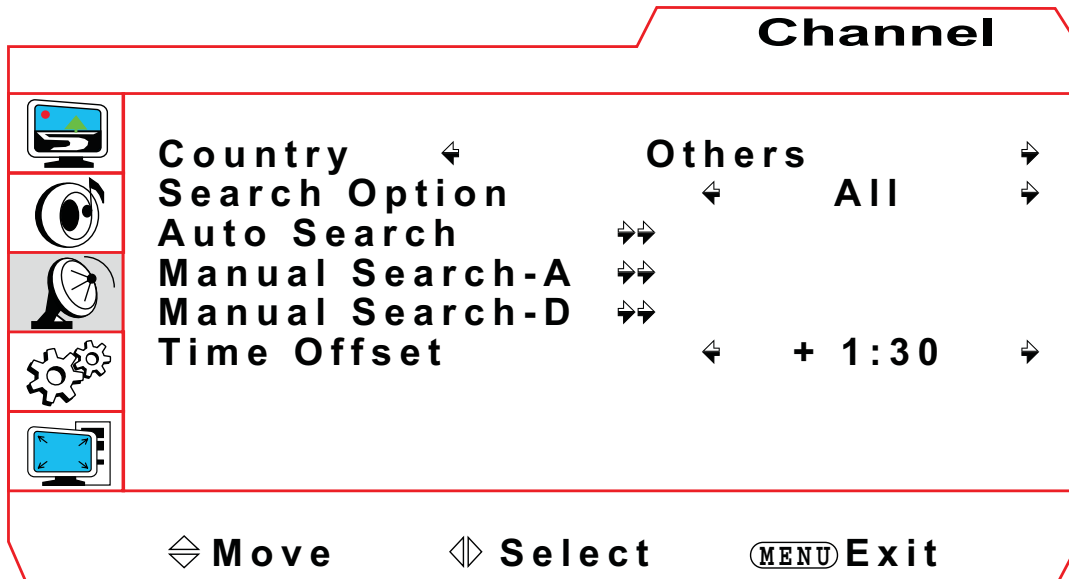 Channel
Country Others
Search Option All
Auto Search
Manual Search-A
Manual Search-D
Time Offset + 1:30
Move Select MENU Exit